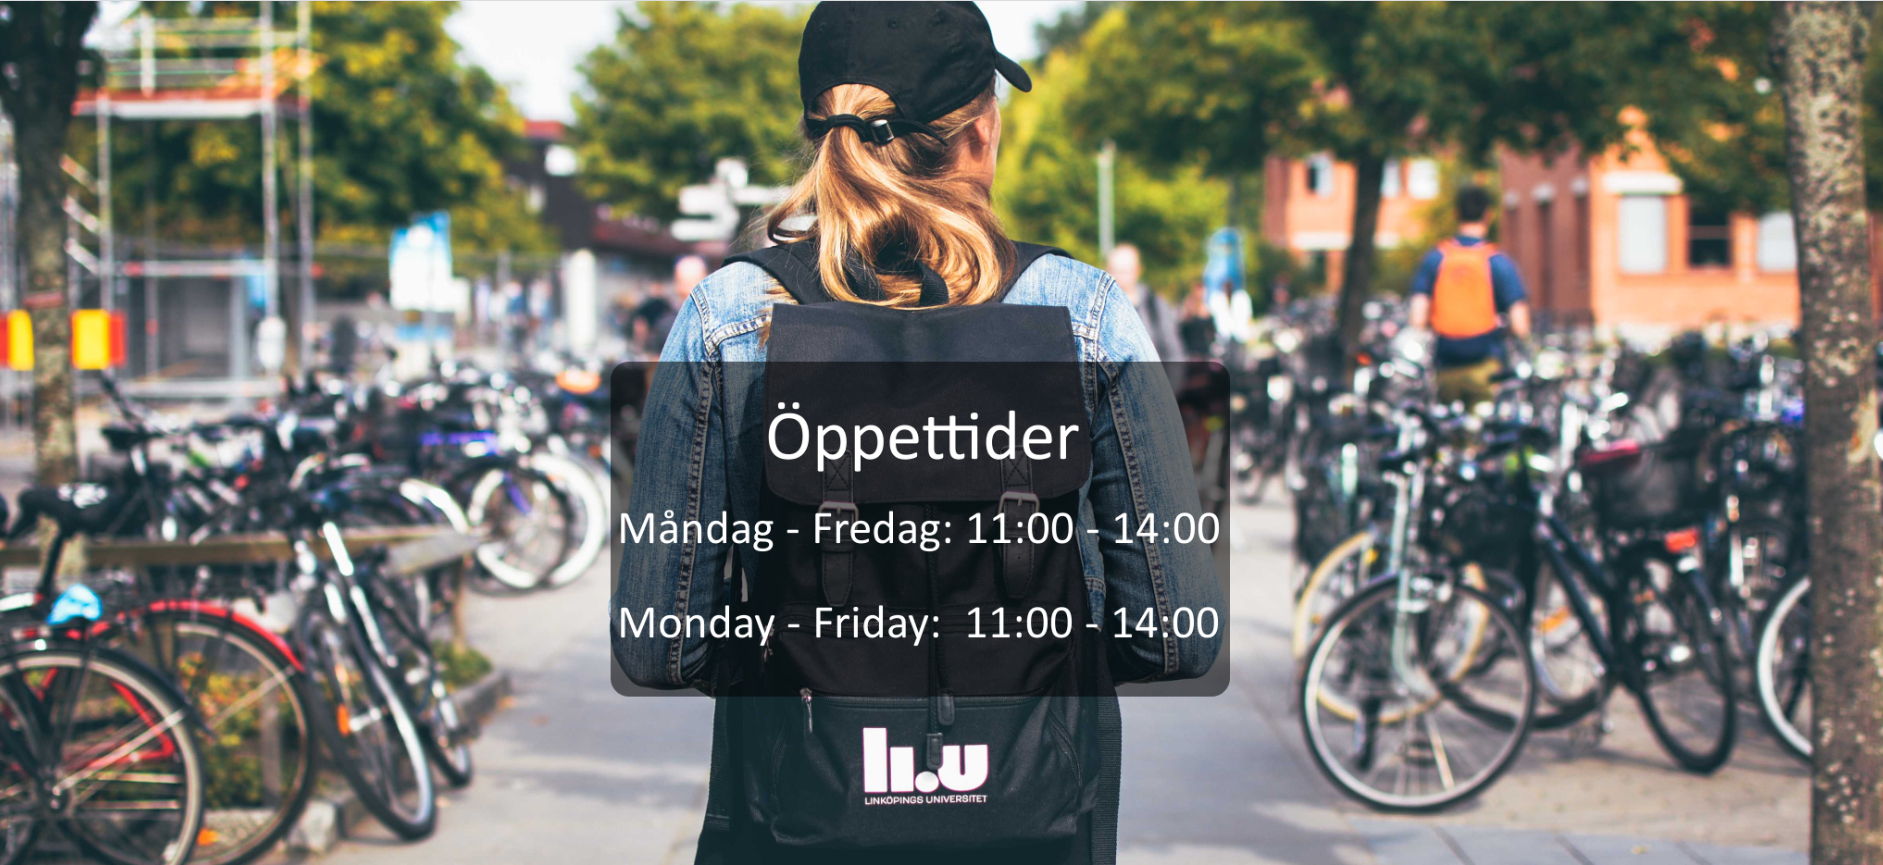 Öppettider
Måndag - Fredag: 11:00 - 14:00
Monday - Friday: 11:00 - 14:00
li.u
LINKÖPINGS UNIVERSITET